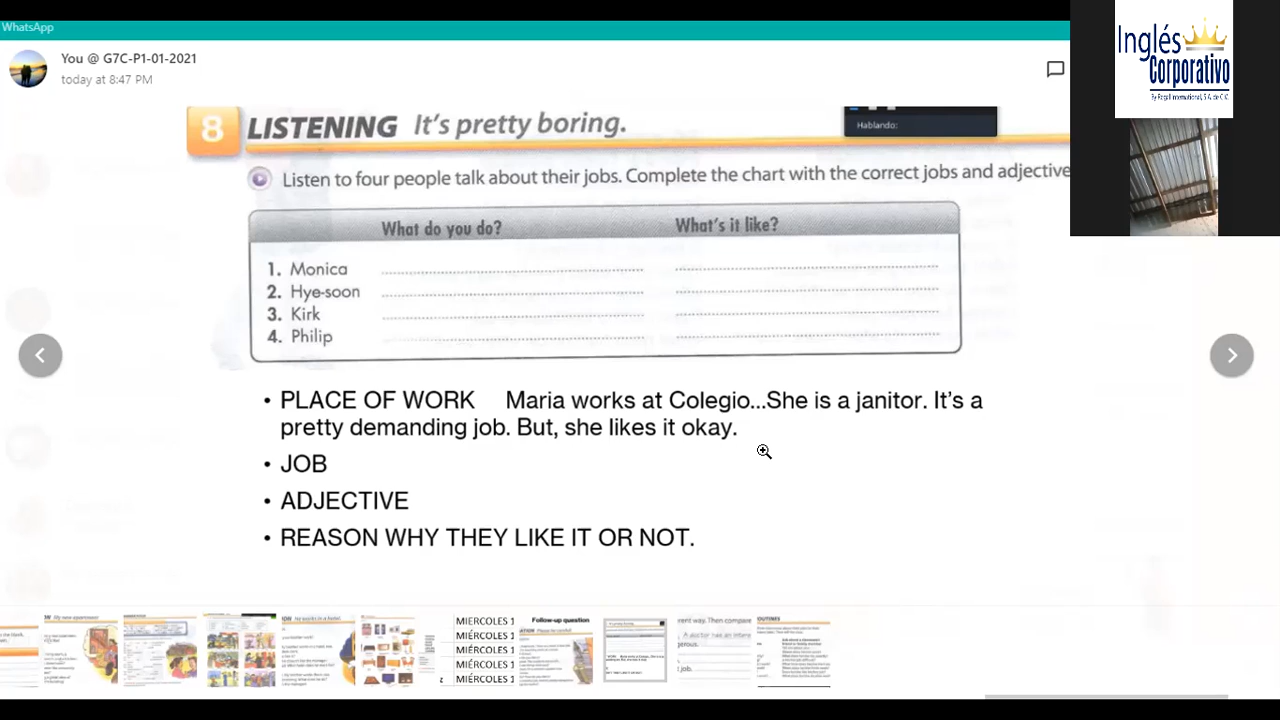 WhatsApp
You @ G7C-P1-01-2021
today at 8:47 PM
Inglés
Corporativo
8 LISTENING It's pretty boring.
Hablando:
Listen to four people talk about their jobs. Complete the chart with the correct jobs and adjective
What do you do? What's it like?
1. Monica
2. Hye-soon
3. Kirk
4. Philip
• PLACE OF WORK Maria works at Colegio...She is a janitor. It's a
pretty demanding job. But, she likes it okay.
• JOB
• ADJECTIVE
• REASON WHY THEY LIKE IT OR NOT.
MIERCOLES 1
MIÉRCOLES 1
MIÉRCOLES 1
MIÉRCOLES 1
MIÉRCOLES 1
Follow-up question